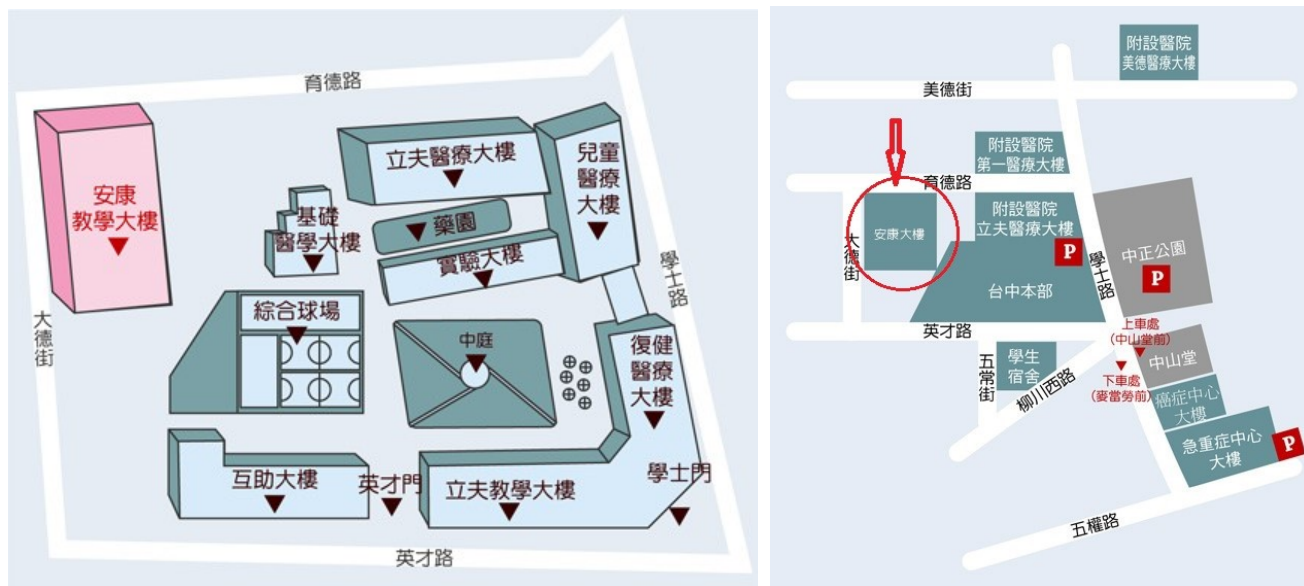 育德路
立夫醫療大樓
兒童
醫療
大樓
安康
教學大樓
基礎
醫學大樓
藥園
實驗大樓
學士路
綜合球場
中庭
復健
醫療
大樓
大德街
互助大樓
英才門
立夫教學大樓
學士門
英才路
附設醫院
美德醫療大樓
美德街
附設醫院
第一醫療大樓
育德路
附設醫院
立夫醫療大樓
P
安康大樓
大德街
學士路
中正公園
P
台中本部
英才路
上車處
(中山堂前)
中山堂
五常街
學生
宿舍
柳川西路
下車處
(麥當勞前)
癌症中心
大樓
急重症中心
大樓
P
五權路